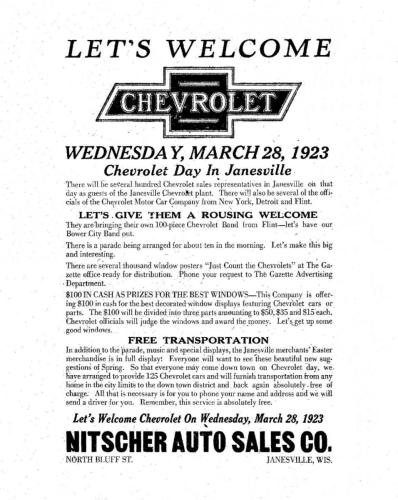 LET'S WELCOME
CHEVROLET
WEDNESDAY, MARCH 28, 1923
Chevrolet Day In Janesville
There will be several hundred Chevrolet sales representatives in Janesville on that
day as guests of the Janesville Chevrolet plant. There will also be several of the offi-
cials of the Chevrolet Motor Car Company from New York, Detroit and Flint.
LET'S GIVE THEM A ROUSING WELCOME
They are bringing their own 100-piece Chevrolet Band from Flint—let's have our
Bower City Band out.
There is a parade being arranged for about ten in the morning. Let's make this big
and interesting.
There are several thousand window posters "Just Count the Chevrolets" at The Ga-
zette office ready for distribution. Phone your request to The Gazette Advertising
Department.
$100 IN CASH AS PRIZES FOR THE BEST WINDOWS—This Company is offer-
ing $100 in cash for the best decorated window displays featuring Chevrolet cars or
parts. The $100 will be divided into three parts amounting to $50, $35 and $15 each.
Chevrolet officials will judge the windows and award the money. Let's get up some
good windows.
FREE TRANSPORTATION
In addition to the parade, music and special displays, the Janesville merchants' Easter
merchandise is in full display! Everyone will want to see these beautiful new sug-
gestions of Spring. So that everyone may come down town on Chevrolet day, we
have arranged to provide 125 Chevrolet cars and will furnish transportation from any
home in the city limits to the down town district and back again absolutely free of
charge. All that is necessary is for you to phone your name and address and we will
send a driver for you. Remember, this service is absolutely free.
Let's Welcome Chevrolet On Wednesday, March 28, 1923
NITSCHER AUTO SALES CO.
NORTH BLUFF ST. JANESVILLE, WIS.